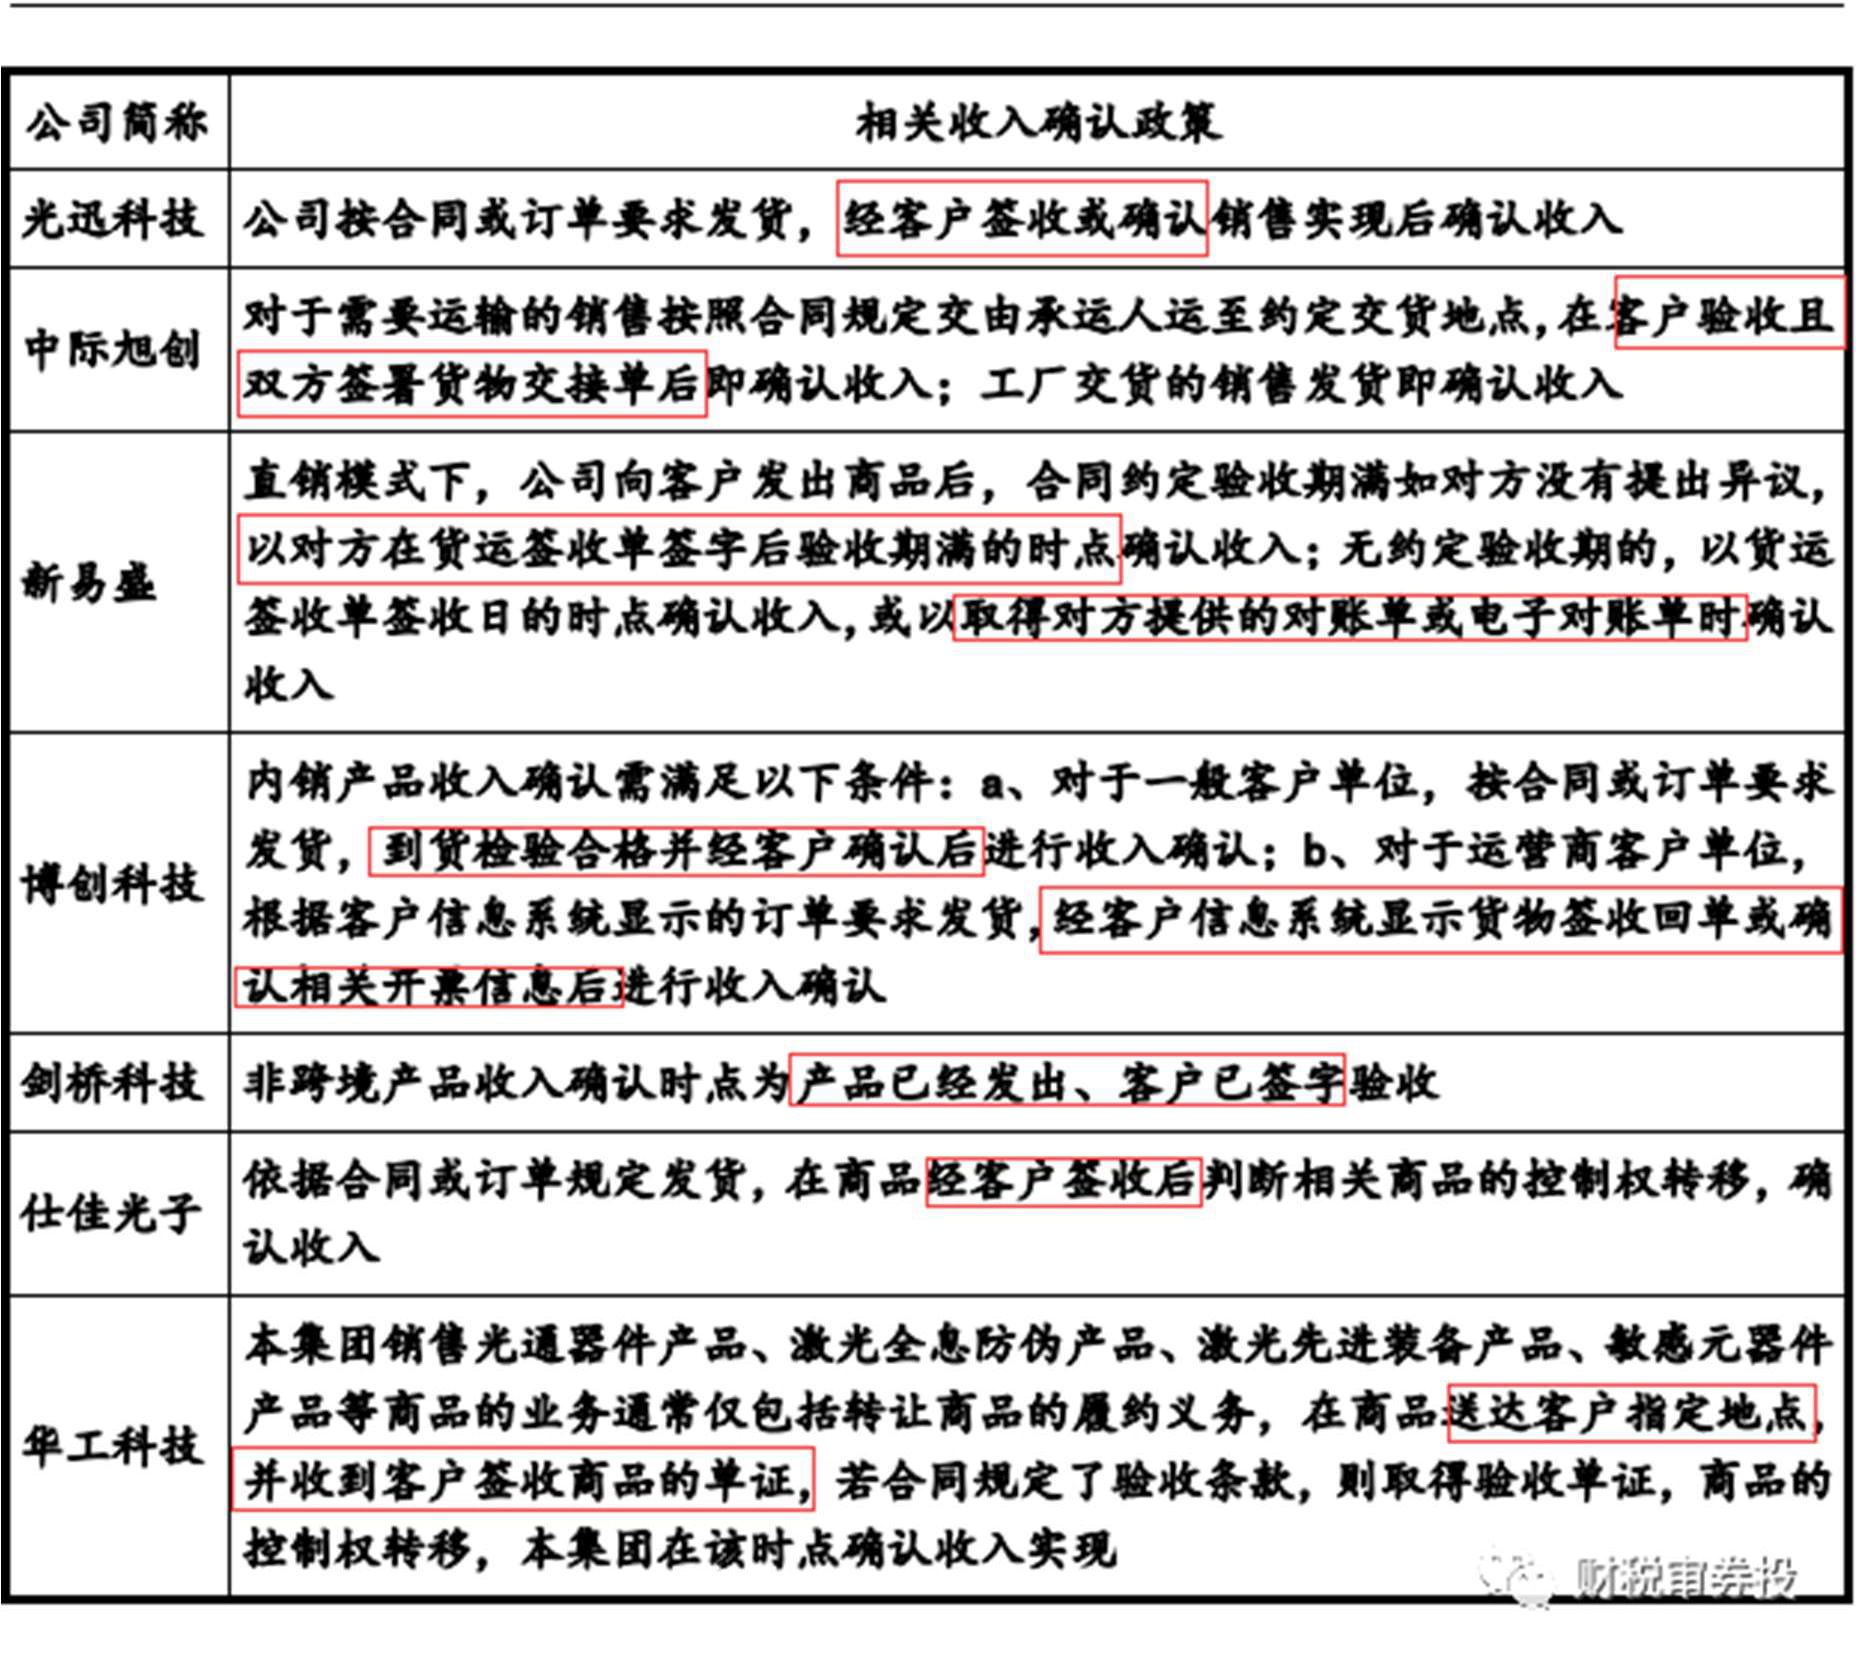 公司简称
相关收入确认政策
光迅科技
公司按合同或订单要求发货，经客户签收或确认销售实现后确认收入
中际旭创
对于需要运输的销售按照合同规定交由承运人运至约定交货地点，在客户验收且
双方签署货物交接单后即确认收入；工厂交货的销售发货即确认收入
新易盛
直销模式下，公司向客户发出商品后，合同约定验收期满如对方没有提出异议，
以对方在货运签收单签字后验收期满的时点确认收入；无约定验收期的，以货运
签收单签收日的时点确认收入，或以取得对方提供的对账单或电子对账单时确认
收入
博创科技
内销产品收入确认需满足以下条件：a、对于一般客户单位，按合同或订单要求
发货，到货检验合格并经客户确认后进行收入确认；b、对于运营商客户单位，
根据客户信息系统显示的订单要求发货，经客户信息系统显示货物签收回单或确
认相关开票信息后进行收入确认
剑桥科技
非跨境产品收入确认时点为产品已经发出、客户已签字验收
仕佳光子
依据合同或订单规定发货，在商品经客户签收后判断相关商品的控制权转移，确
认收入
华工科技
本集团销售光通器件产品、激光全息防伪产品、激光先进装备产品、敏感元器件
产品等商品的业务通常仅包括转让商品的履约义务，在商品送达客户指定地点，
并收到客户签收商品的单证，若合同规定了验收条款，则取得验收单证，商品的
控制权转移，本集团在该时点确认收入实现
财税审券投